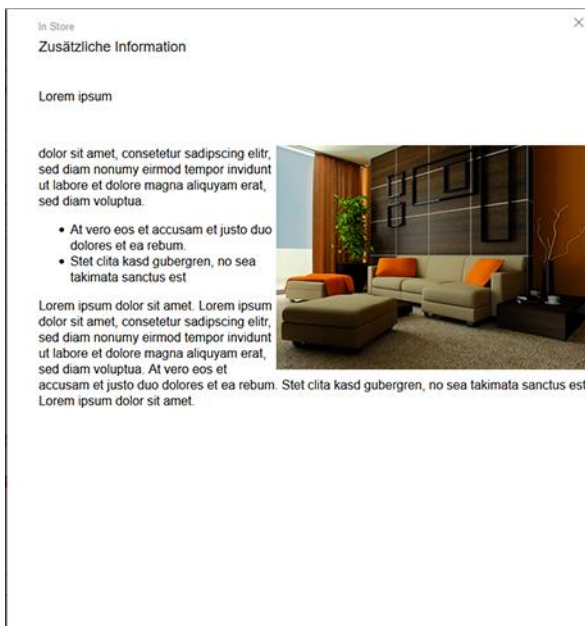 In Store
Zusätzliche Information
Lorem ipsum
dolor sit amet, consetetur sadipscing elitr,
sed diam nonumy eirmod tempor invidunt
ut labore et dolore magna aliquyam erat,
sed diam voluptua.
• At vero eos et accusam et justo duo
dolores et ea rebum.
• Stet clita kasd gubergren, no sea
takimata sanctus est
Lorem ipsum dolor sit amet. Lorem ipsum
dolor sit amet, consetetur sadipscing elitr,
sed diam nonumy eirmod tempor invidunt
ut labore et dolore magna aliquyam erat,
sed diam voluptua. At vero eos et
accusam et justo duo dolores et ea rebum. Stet clita kasd gubergren, no sea takimata sanctus est
Lorem ipsum dolor sit amet.